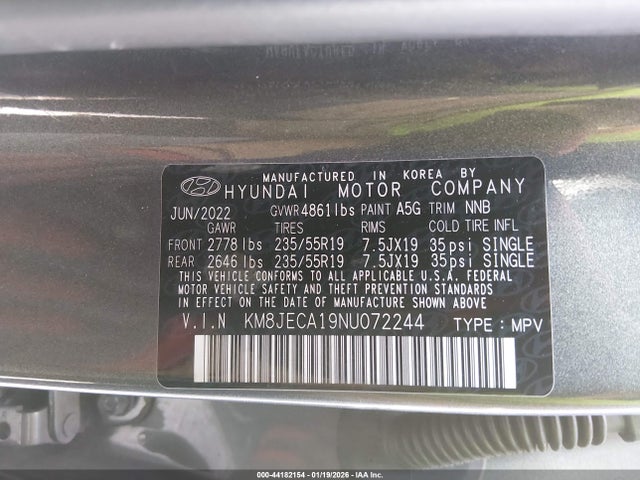 MANUFACTURED IN KOREA BY
HYUNDAI MOTOR COMPANY
JUN/2022 GVWR 4861lbs PAINT A5G TRIM NNB
GAWR TIRES RIMS COLD TIRE INFL
FRONT 2778 lbs 235/55R19 7.5JX19 35psi SINGLE
REAR 2646 lbs 235/55R19 7.5JX19 35psi SINGLE
THIS VEHICLE CONFORMS TO ALL APPLICABLE U.S.A. FEDERAL
MOTOR VEHICLE SAFETY AND THEFT PREVENTION STANDARDS
IN EFFECT ON THE DATE OF MANUFACTURE SHOWN ABOVE
V.I.N KM8JECA19NU072244 TYPE: MPV
000-44182154 - 01/19/2026 - IAA Inc.